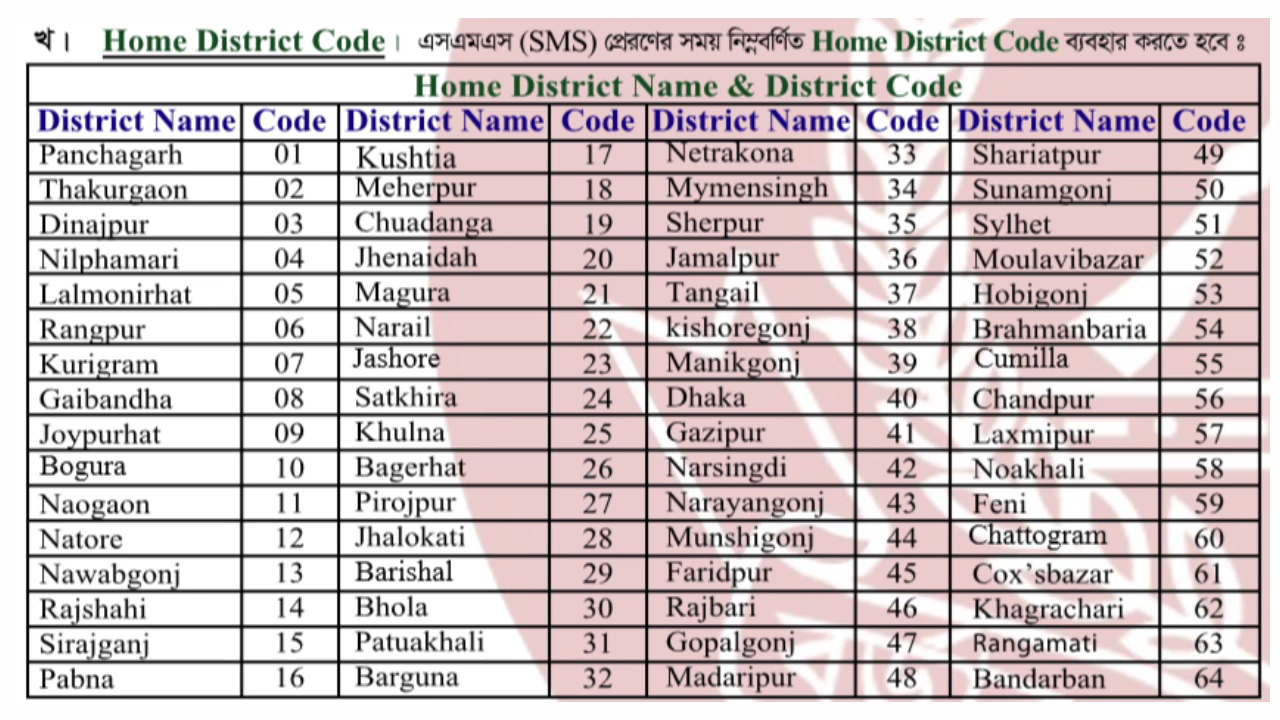 খ। Home District Code। এসএমএস (SMS) প্রেরণের সময় নিম্নবর্ণিত Home District Code ব্যবহার করতে হবে ঃ
Home District Name & District Code
District Name Code District Name Code District Name Code District Name Code
Panchagarh 01 Kushtia 17 Netrakona 33 Shariatpur 49
Thakurgaon 02 Meherpur 18 Mymensingh 34 Sunamgonj 50
Dinajpur 03 Chuadanga 19 Sherpur 35 Sylhet 51
Nilphamari 04 Jhenaidah 20 Jamalpur 36 Moulavibazar 52
Lalmonirhat 05 Magura 21 Tangail 37 Hobigonj 53
Rangpur 06 Narail 22 kishoregonj 38 Brahmanbaria 54
Kurigram 07 Jashore 23 Manikgonj 39 Cumilla 55
Gaibandha 08 Satkhira 24 Dhaka 40 Chandpur 56
Joypurhat 09 Khulna 25 Gazipur 41 Laxmipur 57
Bogura 10 Bagerhat 26 Narsingdi 42 Noakhali 58
Naogaon 11 Pirojpur 27 Narayangonj 43 Feni 59
Natore 12 Jhalokati 28 Munshigonj 44 Chattogram 60
Nawabgonj 13 Barishal 29 Faridpur 45 Cox’sbazar 61
Rajshahi 14 Bhola 30 Rajbari 46 Khagrachari 62
Sirajganj 15 Patuakhali 31 Gopalgonj 47 Rangamati 63
Pabna 16 Barguna 32 Madaripur 48 Bandarban 64